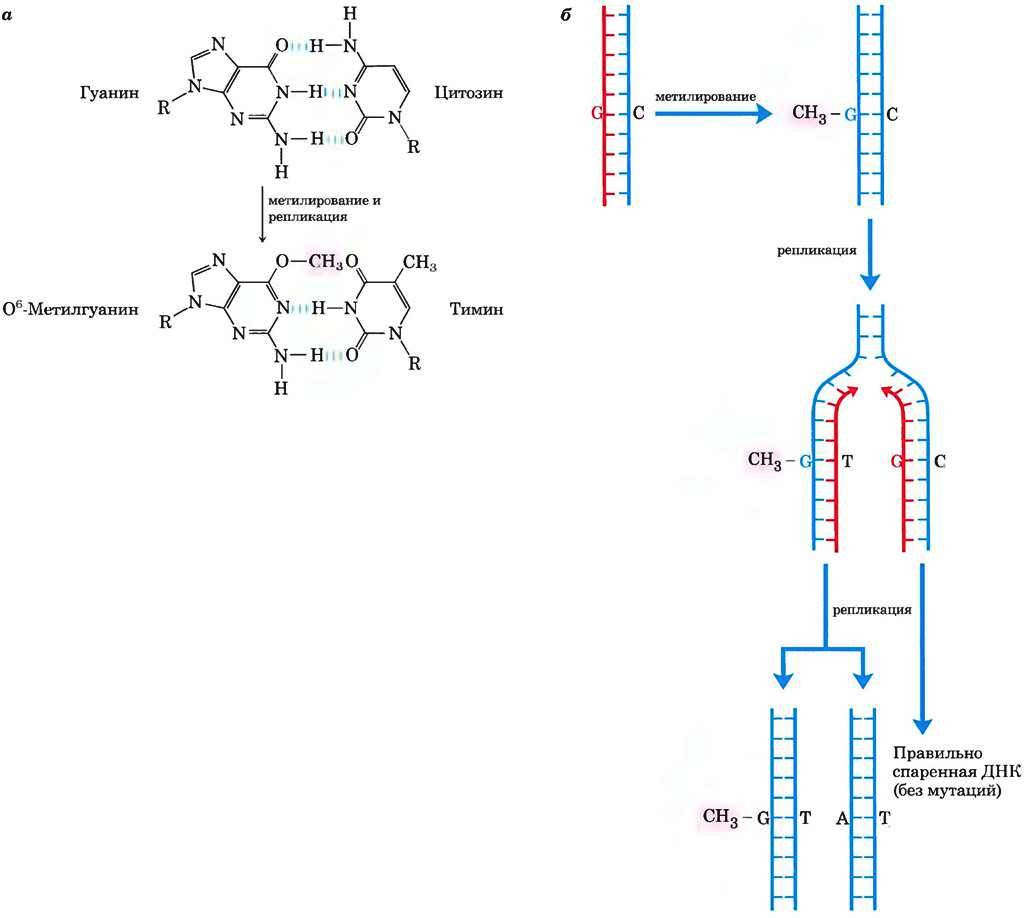 а
Гуанин
N
N
R
N
O
H
N
H
N
H
H
H
N
H
N
O
N
R
Цитозин
метилирование и
репликация
O⁶-Метилгуанин
N
N
R
N
O
CH₃
N
N
H
H
H
O
N
O
CH₃
N
R
Тимин
б
G
C
метилирование
CH₃
G
C
репликация
CH₃
G
T
G
C
репликация
Правильно
спаренная ДНК
(без мутаций)
CH₃
G
T
A
T